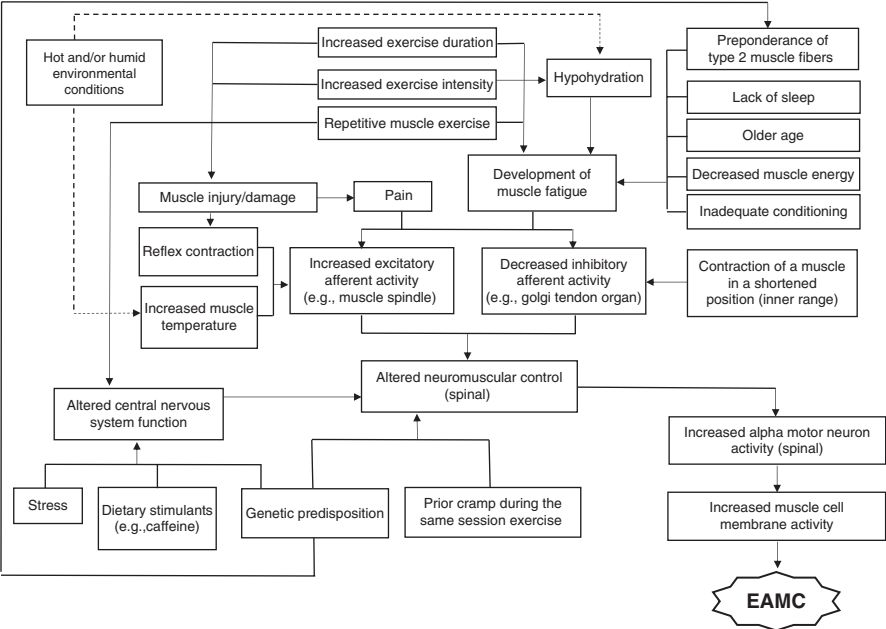 Hot and/or humid
environmental
conditions
Increased exercise duration
Increased exercise intensity
Repetitive muscle exercise
Hypohydration
Preponderance of
type 2 muscle fibers
Lack of sleep
Older age
Decreased muscle energy
Inadequate conditioning
Development of
muscle fatigue
Muscle injury/damage
Pain
Reflex contraction
Increased muscle
temperature
Increased excitatory
afferent activity
(e.g., muscle spindle)
Decreased inhibitory
afferent activity
(e.g., golgi tendon organ)
Contraction of a muscle
in a shortened
position (inner range)
Altered neuromuscular control
(spinal)
Altered central nervous
system function
Increased alpha motor neuron
activity (spinal)
Stress
Dietary stimulants
(e.g.,caffeine)
Genetic predisposition
Prior cramp during the
same session exercise
Increased muscle cell
membrane activity
EAMC